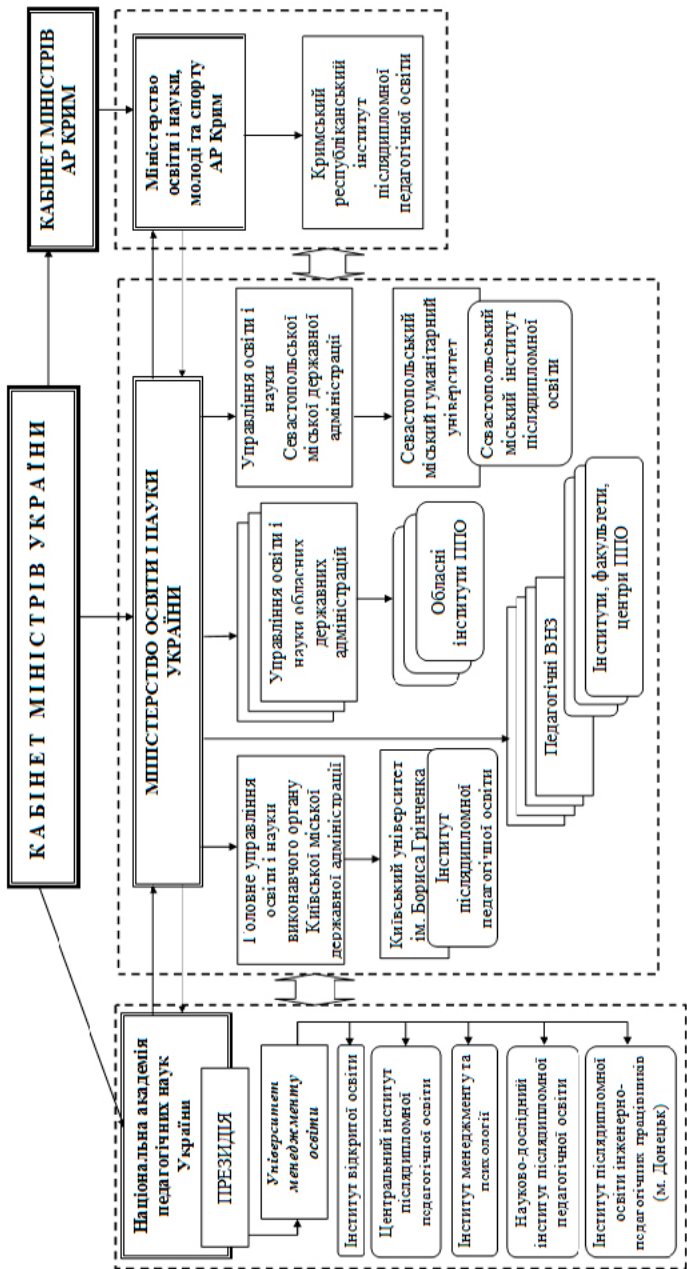 КАБІНЕТ МІНІСТРІВ УКРАЇНИ
КАБІНЕТ МІНІСТРІВ
АР КРИМ
Національна академія
педагогічних наук
України
ПРЕЗИДІЯ
Університет
менеджменту
освіти
Інститут відкритої освіти
Центральний інститут
післядипломної
педагогічної освіти
Інститут менеджменту та
психології
Науково-дослідний
інститут післядипломної
педагогічної освіти
Інститут післядипломної
освіти інженерно-
педагогічних працівників
(м. Донецьк)
МІНІСТЕРСТВО ОСВІТИ І НАУКИ
УКРАЇНИ
Головне управління
освіти і науки
виконавчого органу
Київської міської
державної адміністрації
Київський університет
ім. Бориса Грінченка
Інститут
післядипломної
педагогічної освіти
Управління освіти і
науки обласних
державних
адміністрацій
Обласні
інститути ППО
Педагогічні ВНЗ
Інститути, факультети,
центри ППО
Управління освіти і
науки
Севастопольської
міської державної
адміністрації
Севастопольський
міський гуманітарний
університет
Севастопольський
міський інститут
післядипломної
освіти
Міністерство
освіти і науки,
молоді та спорту
АР Крим
Кримський
республіканський
інститут
післядипломної
педагогічної освіти